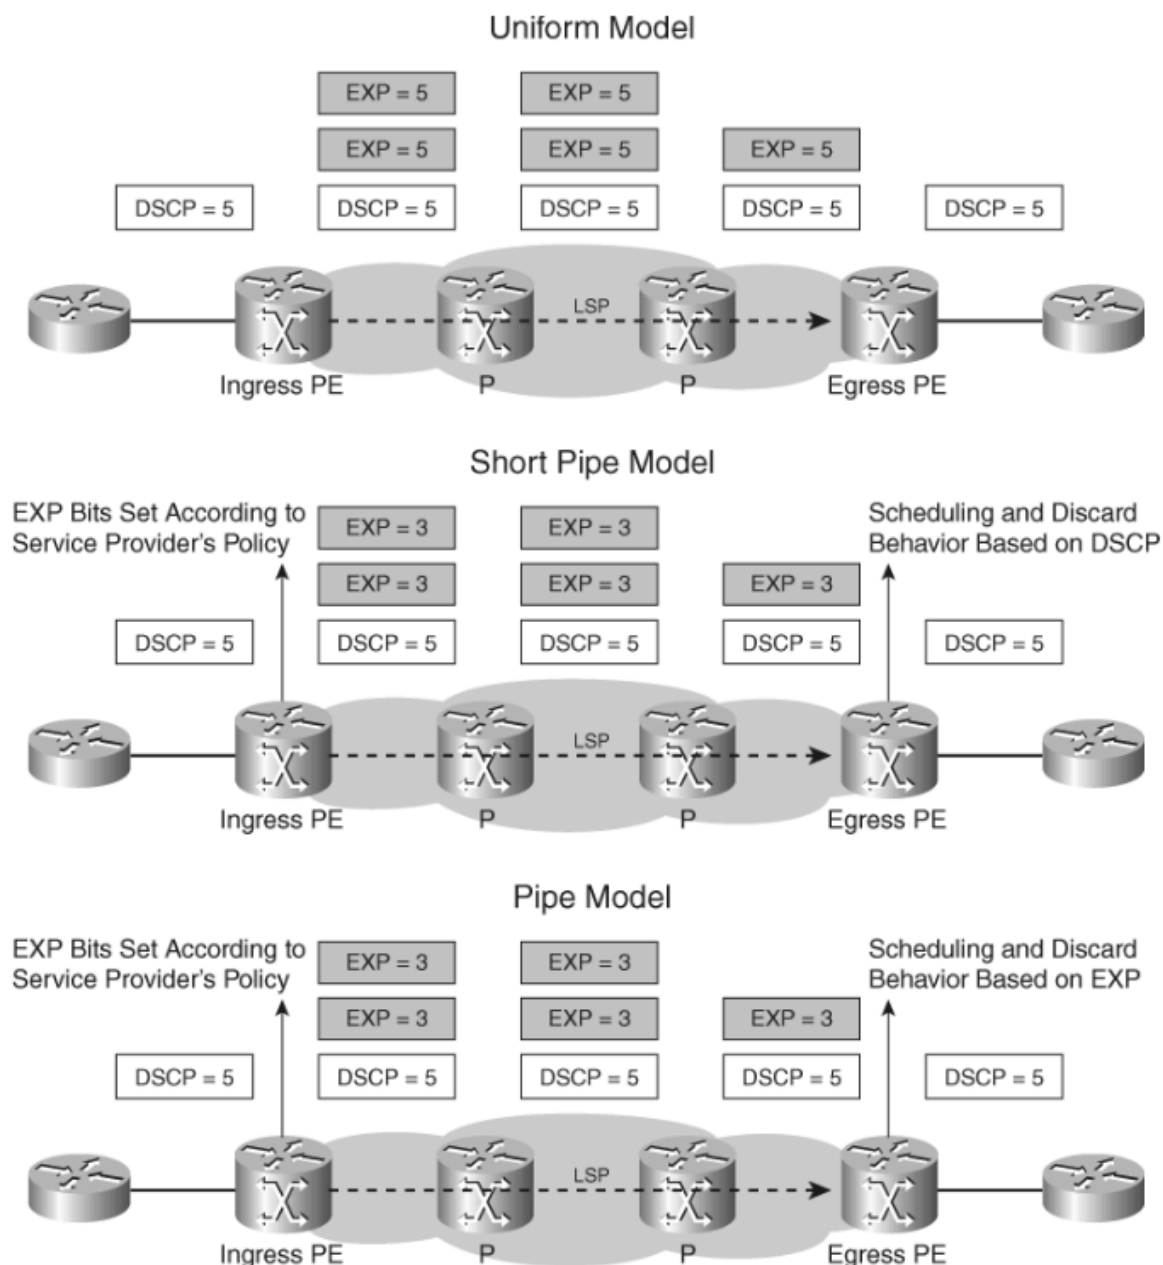 Uniform Model
EXP = 5 EXP = 5
EXP = 5 EXP = 5 EXP = 5
DSCP = 5 DSCP = 5 DSCP = 5 DSCP = 5 DSCP = 5
LSP
Ingress PE P P Egress PE
Short Pipe Model
EXP Bits Set According to
Service Provider's Policy
EXP = 3 EXP = 3
Scheduling and Discard
Behavior Based on DSCP
EXP = 3 EXP = 3 EXP = 3
DSCP = 5 DSCP = 5 DSCP = 5 DSCP = 5 DSCP = 5
LSP
Ingress PE P P Egress PE
Pipe Model
EXP Bits Set According to
Service Provider's Policy
EXP = 3 EXP = 3
Scheduling and Discard
Behavior Based on EXP
EXP = 3 EXP = 3 EXP = 3
DSCP = 5 DSCP = 5 DSCP = 5 DSCP = 5 DSCP = 5
LSP
Ingress PE P P Egress PE